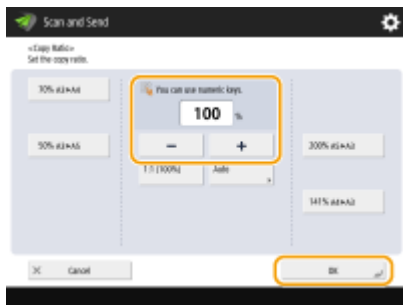 Scan and Send
<Copy Ratio>
Set the copy ratio.
70% A3→A4
You can use numeric keys.
100 %
50% A3→A5
−
+
200% A5→A3
1:1 (100%)
Auto
141% A4→A3
Cancel
OK